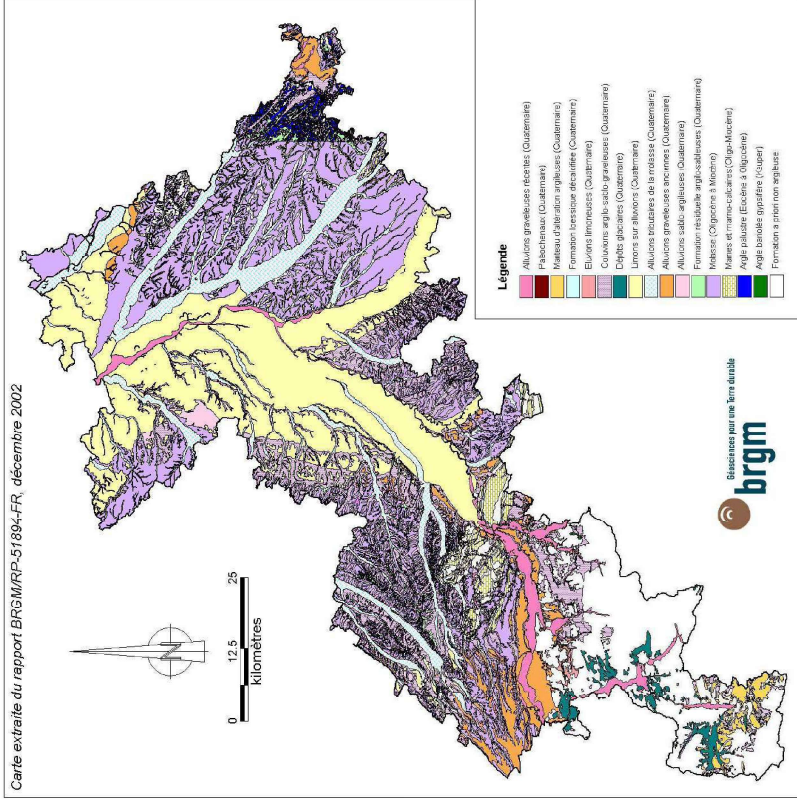 Carte extraite du rapport BRGM/RP-51894-FR, décembre 2002
N
0 12.5 25
kilomètres
Légende
Alluvions graveleuses récentes (Quaternaire)
Paléochenaux (Quaternaire)
Manteau d'altération argileuses (Quaternaire)
Formation loessique décalcifiée (Quaternaire)
Eluvions limoneuses (Quaternaire)
Colluvions argilo-sablo-graveleuses (Quaternaire)
Dépôts glaciaires (Quaternaire)
Limons sur alluvions (Quaternaire)
Alluvions tributaires de la molasse (Quaternaire)
Alluvions graveleuses anciennes (Quaternaire)
Alluvions sablo-argileuses (Quaternaire)
Formation résiduelle argilo-sableuses (Quaternaire)
Molasse (Oligocène à Miocène)
Marnes et marno-calcaires (Oligo-Miocène)
Argile palustre (Eocène à Oligocène)
Argile bariolée gypsifère (Keuper)
Formation a priori non argileuse
Géosciences pour une Terre durable
brgm